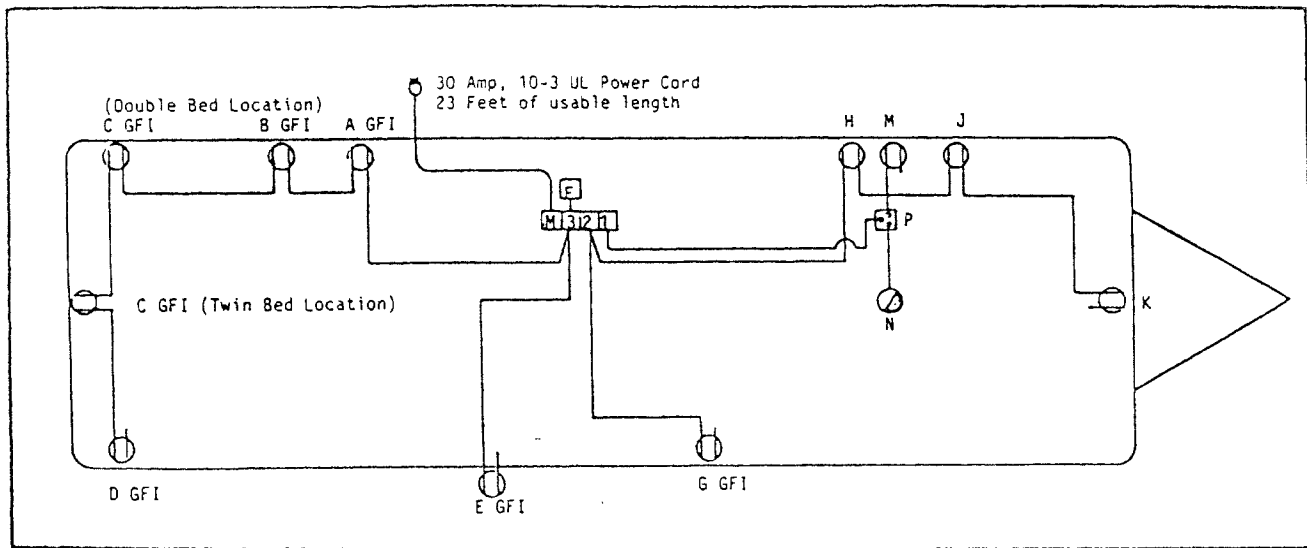 30 Amp, 10-3 UL Power Cord
23 Feet of usable length
(Double Bed Location)
C GFI B GFI A GFI
H M J
F
M 3 2 1
P
C GFI (Twin Bed Location)
N
K
D GFI
E GFI
G GFI